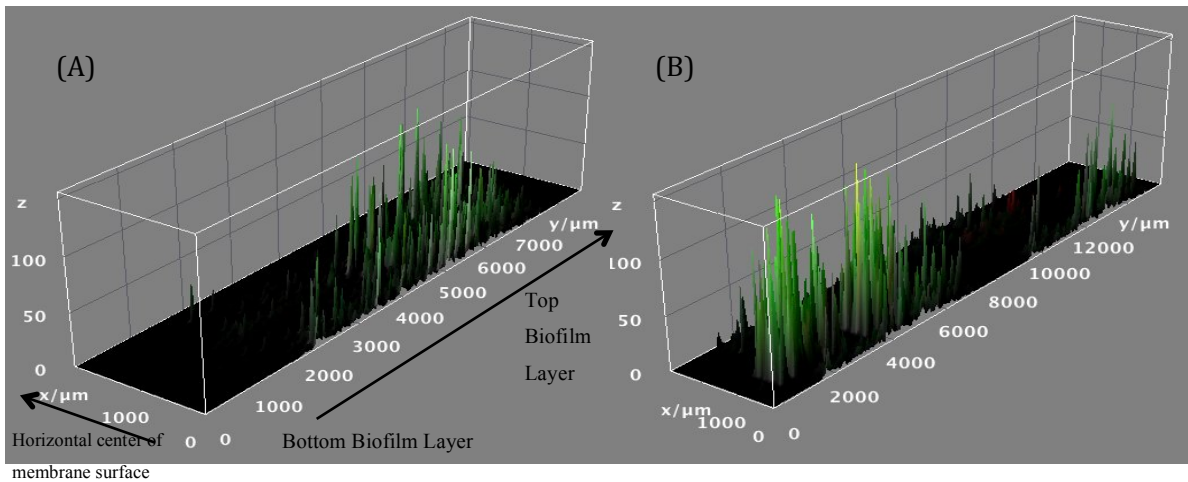 (A)
(B)
z
100
50
0
x/µm
1000
0
0
1000
2000
3000
4000
5000
6000
7000
y/µm
Top
Biofilm
Layer
Bottom Biofilm Layer
Horizontal center of
membrane surface
z
100
50
0
x/µm
1000
0
0
2000
4000
6000
8000
10000
12000
y/µm